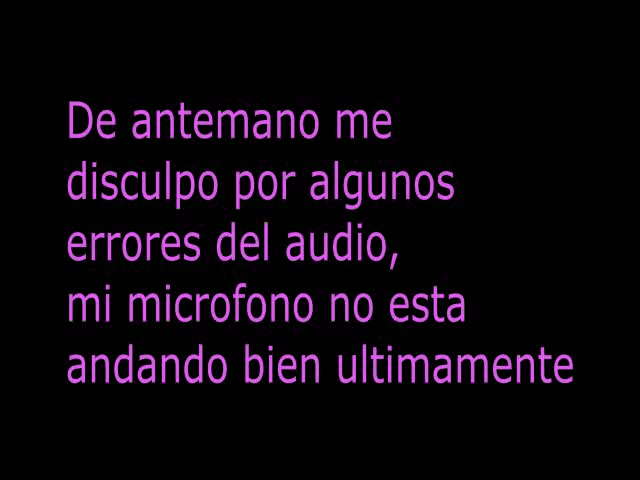 De antemano me
disculpo por algunos
errores del audio,
mi microfono no esta
andando bien ultimamente